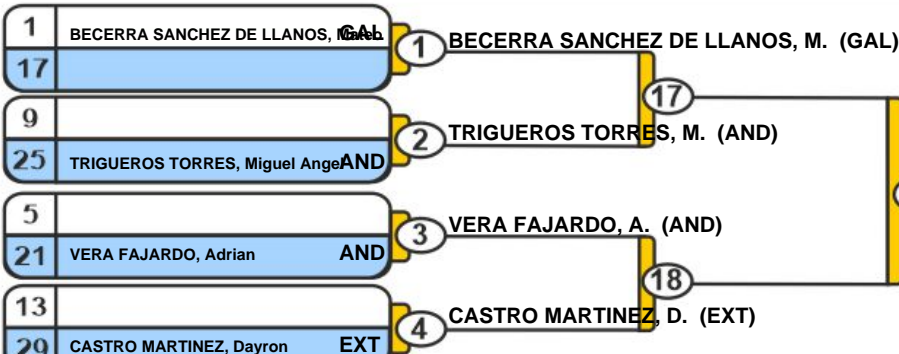 1 BECERRA SANCHEZ DE LLANOS, Mateo GAL
17
1 BECERRA SANCHEZ DE LLANOS, M. (GAL)
17
9
25 TRIGUEROS TORRES, Miguel Angel AND
2 TRIGUEROS TORRES, M. (AND)
5
21 VERA FAJARDO, Adrian AND
3 VERA FAJARDO, A. (AND)
18
13
29 CASTRO MARTINEZ, Dayron EXT
4 CASTRO MARTINEZ, D. (EXT)